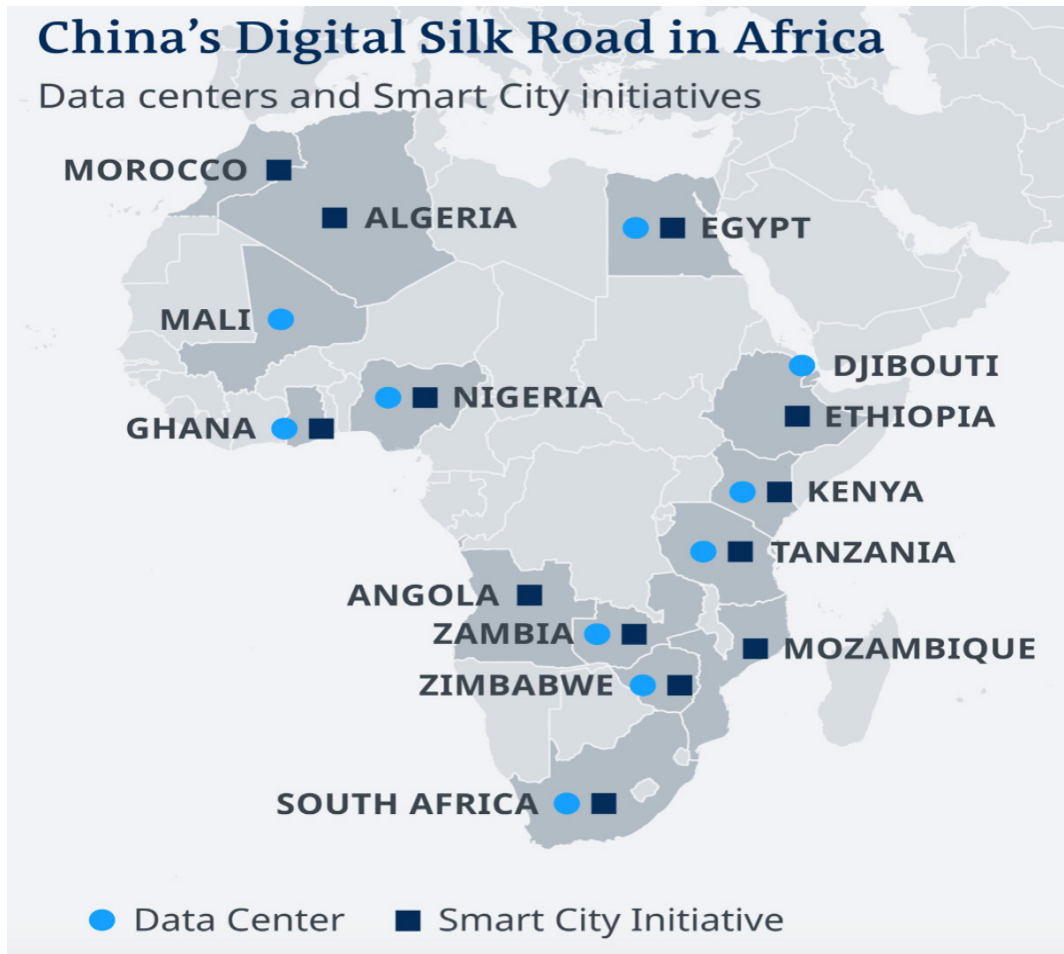 China's Digital Silk Road in Africa
Data centers and Smart City initiatives
MOROCCO
ALGERIA
EGYPT
MALI
DJIBOUTI
NIGERIA
ETHIOPIA
GHANA
KENYA
TANZANIA
ANGOLA
ZAMBIA
MOZAMBIQUE
ZIMBABWE
SOUTH AFRICA
Data Center
Smart City Initiative